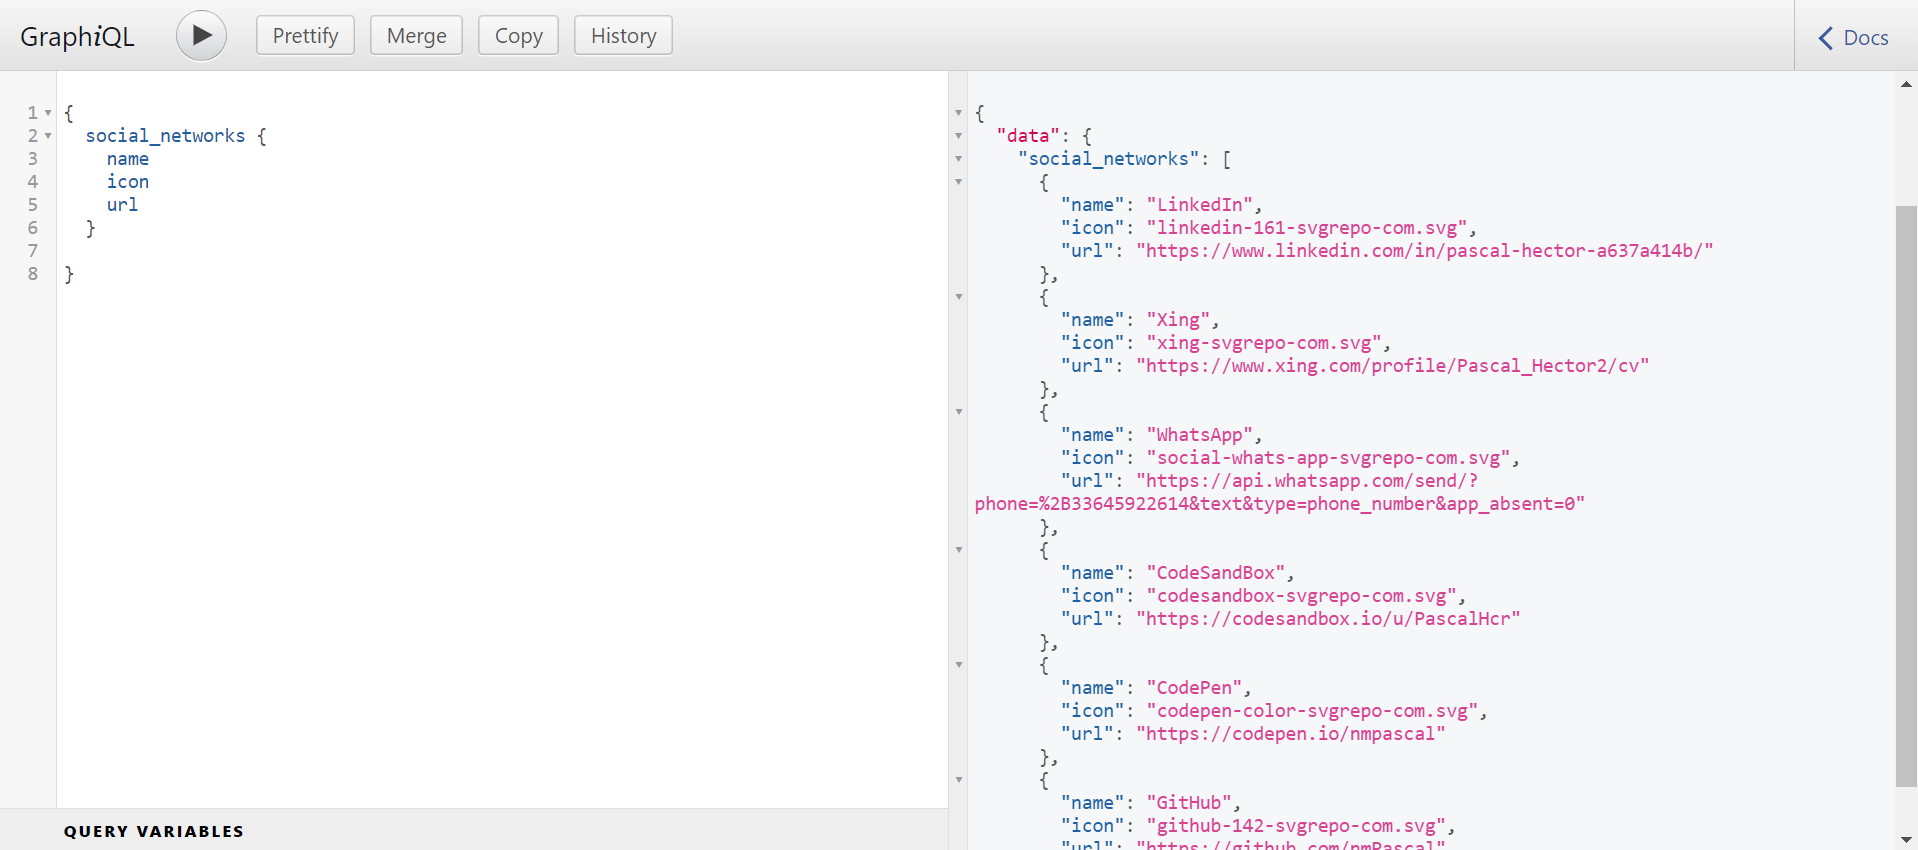 GraphiQL
Prettify
Merge
Copy
History
Docs
1 {
2 social_networks {
3 name
4 icon
5 url
6 }
7
8 }
QUERY VARIABLES
{
"data": {
"social_networks": [
{
"name": "LinkedIn",
"icon": "linkedin-161-svgrepo-com.svg",
"url": "https://www.linkedin.com/in/pascal-hector-a637a414b/"
},
{
"name": "Xing",
"icon": "xing-svgrepo-com.svg",
"url": "https://www.xing.com/profile/Pascal_Hector2/cv"
},
{
"name": "WhatsApp",
"icon": "social-whats-app-svgrepo-com.svg",
"url": "https://api.whatsapp.com/send/?
phone=%2B33645922614&text&type=phone_number&app_absent=0"
},
{
"name": "CodeSandBox",
"icon": "codesandbox-svgrepo-com.svg",
"url": "https://codesandbox.io/u/PascalHcr"
},
{
"name": "CodePen",
"icon": "codepen-color-svgrepo-com.svg",
"url": "https://codepen.io/nmpascal"
},
{
"name": "GitHub",
"icon": "github-142-svgrepo-com.svg",
"url": "https://github.com/nmPascal"